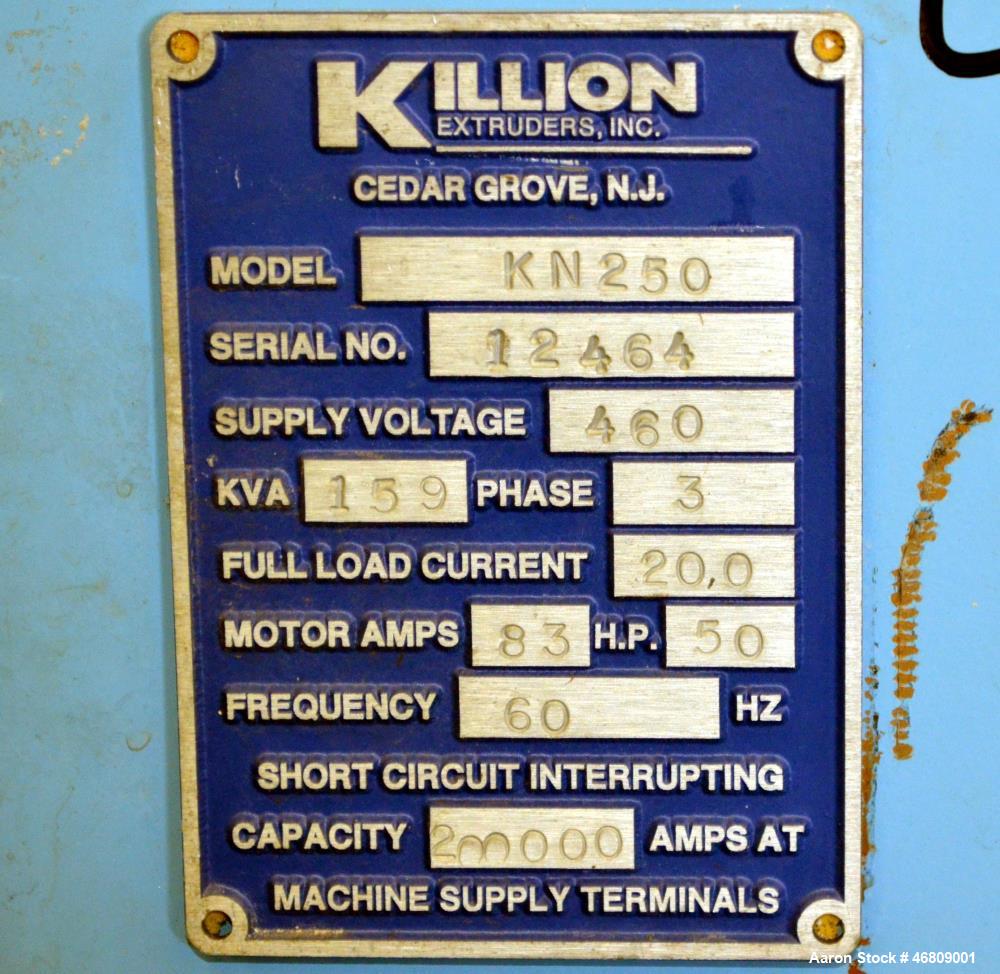 KILLION
EXTRUDERS, INC.
CEDAR GROVE, N.J.
MODEL KN250
SERIAL NO. 12464
SUPPLY VOLTAGE 460
KVA 159 PHASE 3
FULL LOAD CURRENT 20,0
MOTOR AMPS 83 H.P. 50
FREQUENCY 60 HZ
SHORT CIRCUIT INTERRUPTING
CAPACITY AMPS AT
MACHINE SUPPLY TERMINALS
Aaron Stock # 46809001